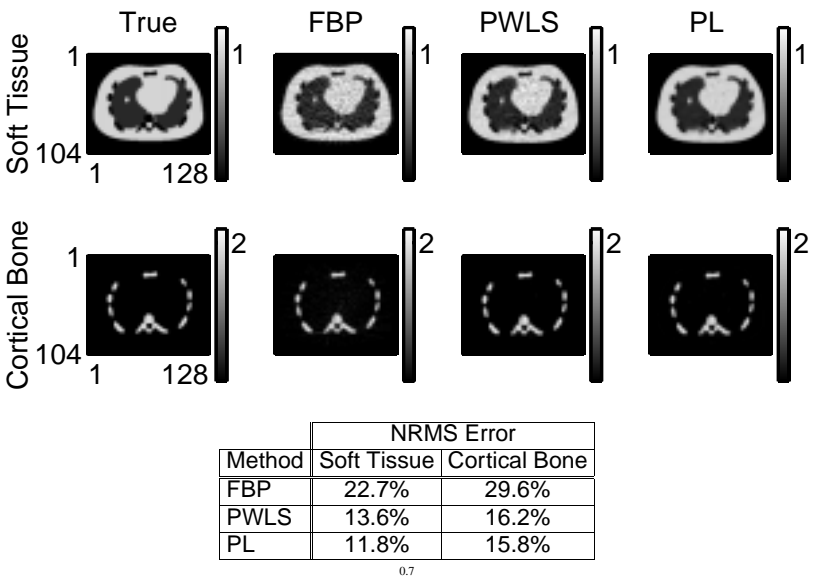 True FBP PWLS PL
Soft Tissue
1 1 1 1 1
104
1 128
Cortical Bone
1 2 2 2 2
104
1 128
NRMS Error
Method Soft Tissue Cortical Bone
FBP 22.7% 29.6%
PWLS 13.6% 16.2%
PL 11.8% 15.8%
0.7